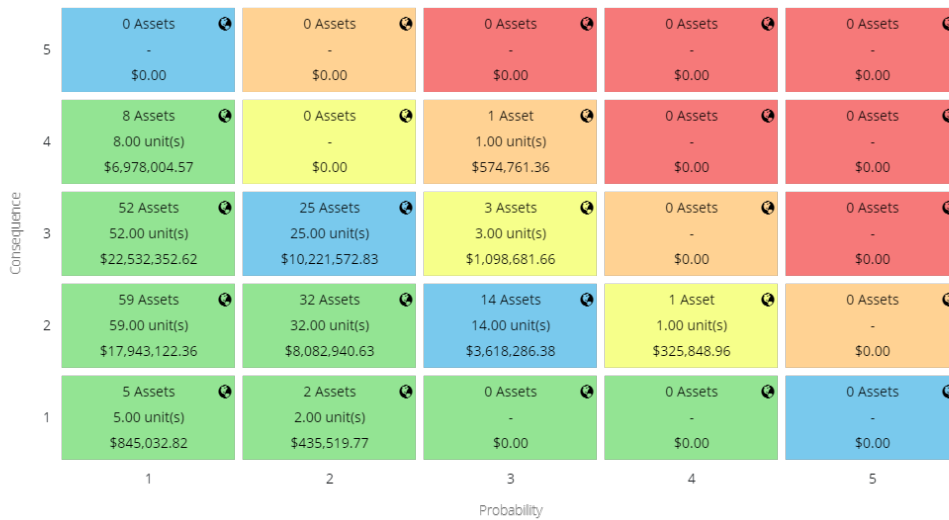 0 Assets 0 Assets 0 Assets 0 Assets 0 Assets
5 - - - - -
$0.00 $0.00 $0.00 $0.00 $0.00
8 Assets 0 Assets 1 Asset 0 Assets 0 Assets
4 8.00 unit(s) - 1.00 unit(s) - -
$6,978,004.57 $0.00 $574,761.36 $0.00 $0.00
52 Assets 25 Assets 3 Assets 0 Assets 0 Assets
3 52.00 unit(s) 25.00 unit(s) 3.00 unit(s) - -
$22,532,352.62 $10,221,572.83 $1,098,681.66 $0.00 $0.00
Consequence
59 Assets 32 Assets 14 Assets 1 Asset 0 Assets
2 59.00 unit(s) 32.00 unit(s) 14.00 unit(s) 1.00 unit(s) -
$17,943,122.36 $8,082,940.63 $3,618,286.38 $325,848.96 $0.00
5 Assets 2 Assets 0 Assets 0 Assets 0 Assets
1 5.00 unit(s) 2.00 unit(s) - - -
$845,032.82 $435,519.77 $0.00 $0.00 $0.00
1 2 3 4 5
Probability